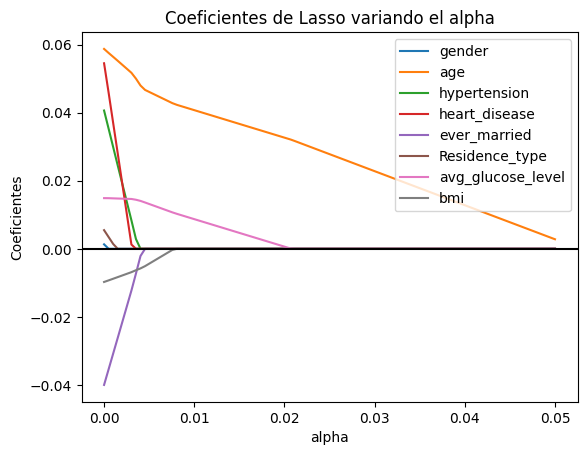 Coeficientes de Lasso variando el alpha
Coeficientes
0.06
0.04
0.02
0.00
−0.02
−0.04
gender
age
hypertension
heart_disease
ever_married
Residence_type
avg_glucose_level
bmi
0.00 0.01 0.02 0.03 0.04 0.05
alpha